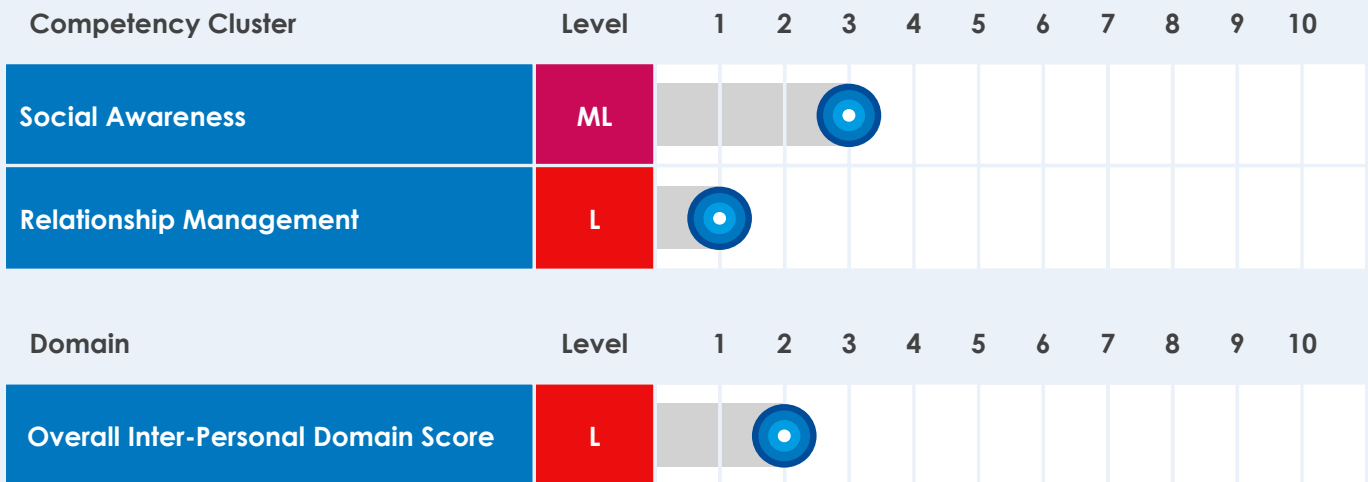 Competency Cluster Level 1 2 3 4 5 6 7 8 9 10
Social Awareness ML
Relationship Management L
Domain Level 1 2 3 4 5 6 7 8 9 10
Overall Inter-Personal Domain Score L